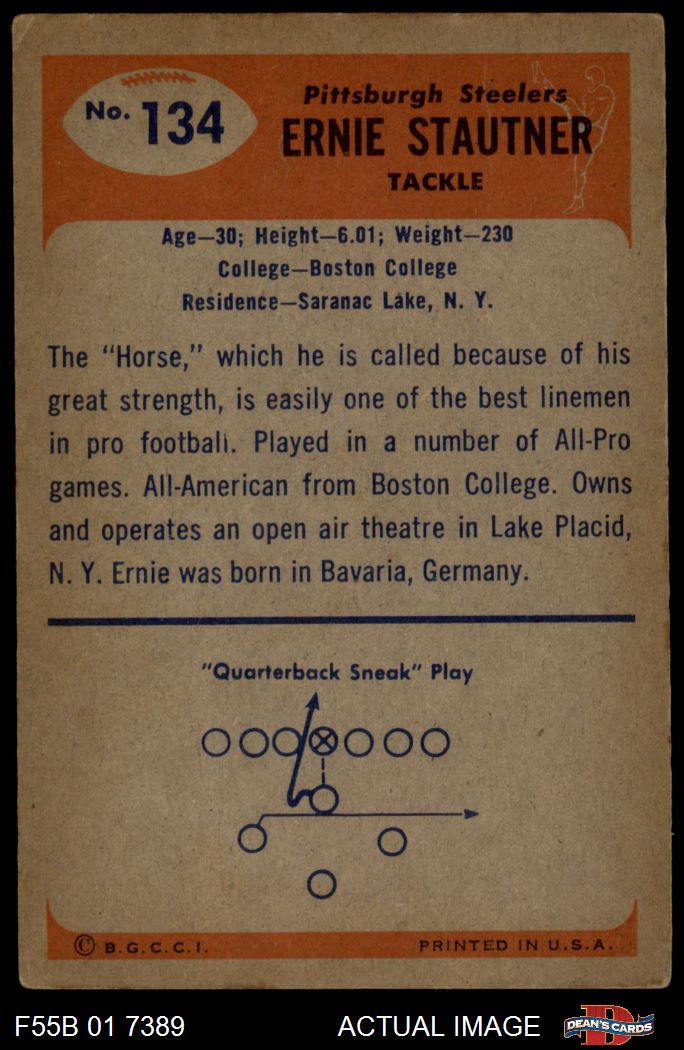 No. 134
Pittsburgh Steelers
ERNIE STAUTNER
TACKLE
Age—30; Height—6.01; Weight—230
College—Boston College
Residence—Saranac Lake, N. Y.
The “Horse,” which he is called because of his
great strength, is easily one of the best linemen
in pro football. Played in a number of All-Pro
games. All-American from Boston College. Owns
and operates an open air theatre in Lake Placid,
N. Y. Ernie was born in Bavaria, Germany.
"Quarterback Sneak" Play
© B.G.C.C.I.
PRINTED IN U.S.A.
F55B 01 7389
ACTUAL IMAGE
D
DEAN'S CARDS